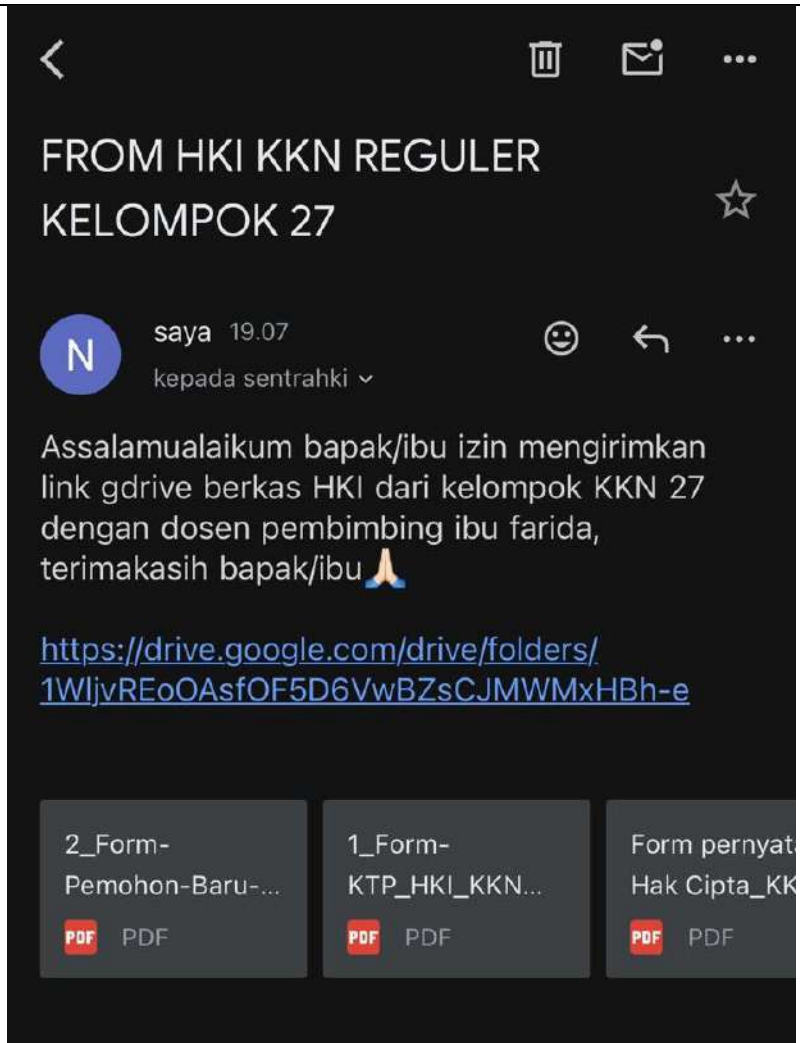 FROM HKI KKN REGULER
KELOMPOK 27
N
saya 19.07
kepada sentrahki
Assalamualaikum bapak/ibu izin mengirimkan
link gdrive berkas HKI dari kelompok KKN 27
dengan dosen pembimbing ibu farida,
terimakasih bapak/ibu🙏🏻
https://drive.google.com/drive/folders/
1WljvREoOAsfOF5D6VwBZsCJMWMxHBh-e
2_Form-
Pemohon-Baru-...
PDF PDF
1_Form-
KTP_HKI_KKN...
PDF PDF
Form pernyat
Hak Cipta_KK
PDF PDF